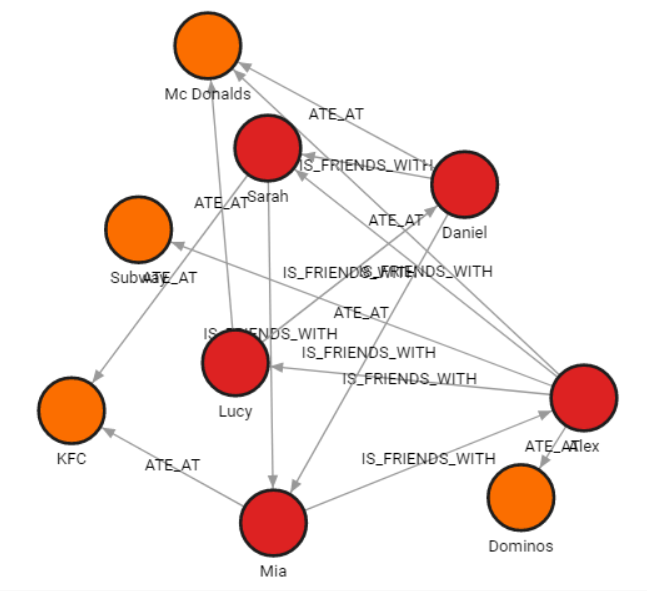 Mc Donalds
ATE_AT
IS_FRIENDS_WITH
Sarah
ATE_AT
ATE_AT
Daniel
Subway
ATE_AT
IS_FRIENDS_WITH
IS_FRIENDS_WITH
ATE_AT
IS_FRIENDS_WITH
IS_FRIENDS_WITH
IS_FRIENDS_WITH
Lucy
KFC
ATE_AT
IS_FRIENDS_WITH
ATE_AT
Alex
Dominos
Mia